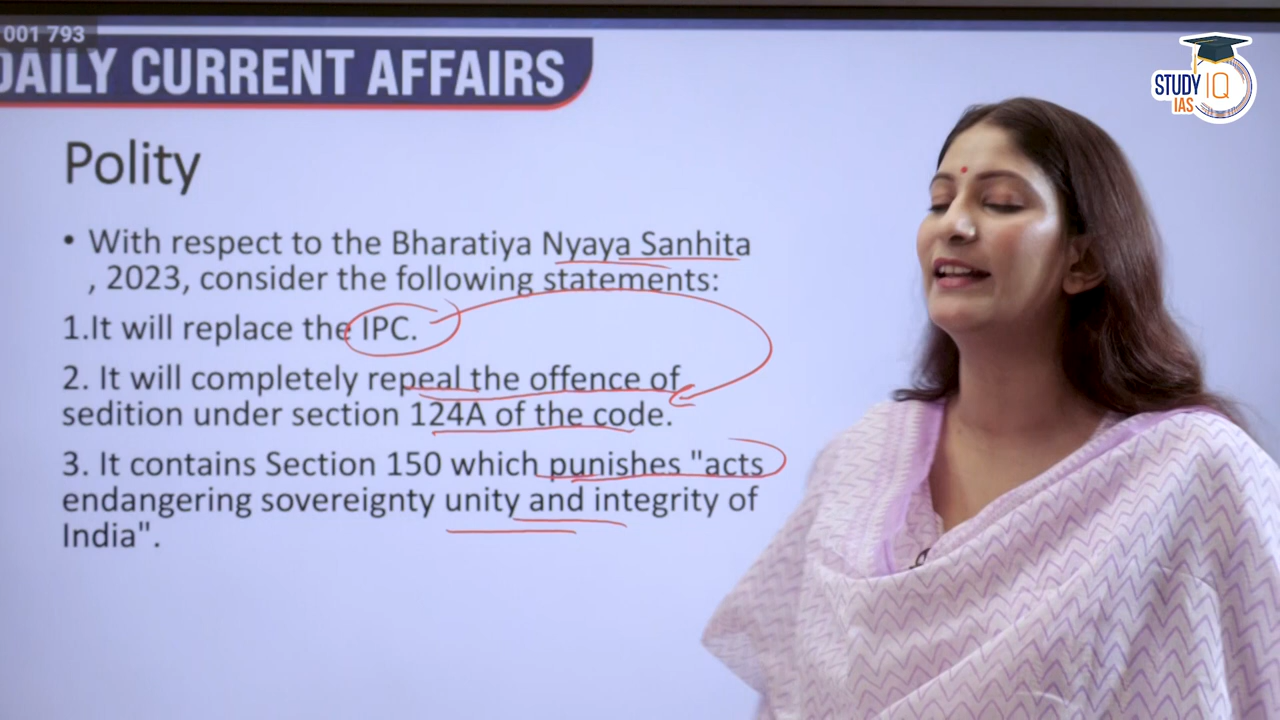 001 793
DAILY CURRENT AFFAIRS
STUDY IQ
IAS
Polity
• With respect to the Bharatiya Nyaya Sanhita
, 2023, consider the following statements:
1.It will replace the IPC.
2. It will completely repeal the offence of
sedition under section 124A of the code.
3. It contains Section 150 which punishes "acts
endangering sovereignty unity and integrity of
India".